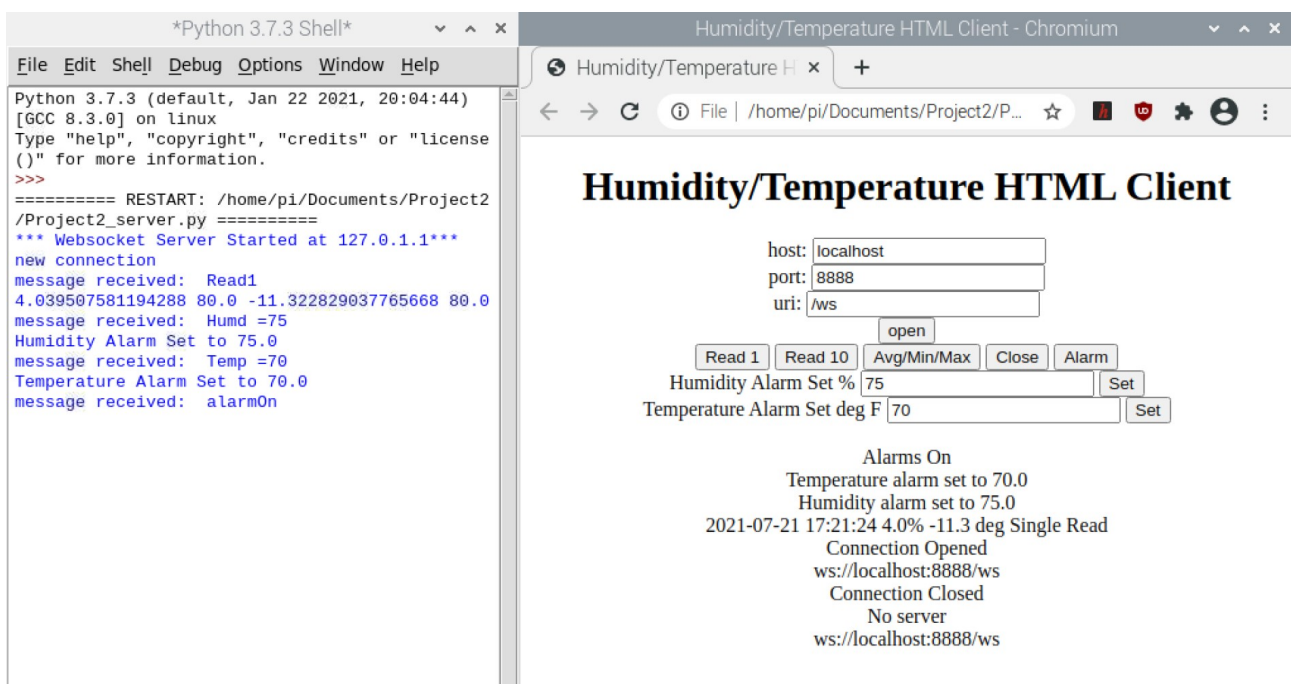 *Python 3.7.3 Shell*
File Edit Shell Debug Options Window Help
Python 3.7.3 (default, Jan 22 2021, 20:04:44)
[GCC 8.3.0] on linux
Type "help", "copyright", "credits" or "license
()" for more information.
>>>
========== RESTART: /home/pi/Documents/Project2
/Project2_server.py ==========
*** Websocket Server Started at 127.0.1.1***
new connection
message received:  Read1
4.039507581194288 80.0 -11.322829037765668 80.0
message received:  Humd =75
Humidity Alarm Set to 75.0
message received:  Temp =70
Temperature Alarm Set to 70.0
message received:  alarmOn
Humidity/Temperature HTML Client - Chromium
Humidity/Temperature H
File | /home/pi/Documents/Project2/P...
Humidity/Temperature HTML Client
host: localhost
port: 8888
uri: /ws
open
Read 1 Read 10 Avg/Min/Max Close Alarm
Humidity Alarm Set % 75 Set
Temperature Alarm Set deg F 70 Set
Alarms On
Temperature alarm set to 70.0
Humidity alarm set to 75.0
2021-07-21 17:21:24 4.0% -11.3 deg Single Read
Connection Opened
ws://localhost:8888/ws
Connection Closed
No server
ws://localhost:8888/ws